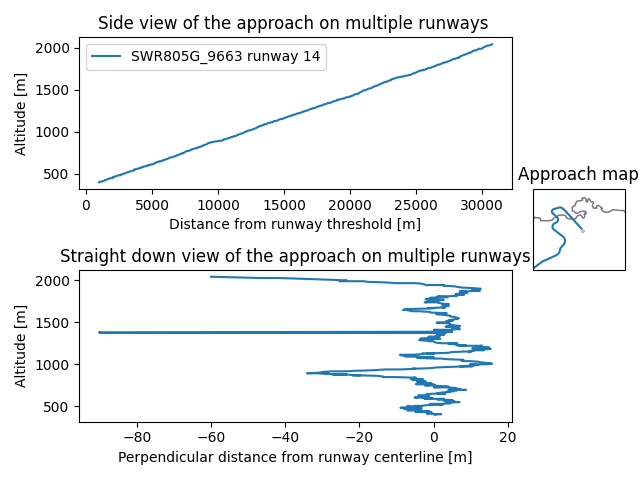 Side view of the approach on multiple runways
SWR805G_9663 runway 14
Altitude [m]
2000
1500
1000
500
0 5000 10000 15000 20000 25000 30000
Distance from runway threshold [m]
Approach map
Straight down view of the approach on multiple runways
Altitude [m]
2000
1500
1000
500
−80 −60 −40 −20 0 20
Perpendicular distance from runway centerline [m]